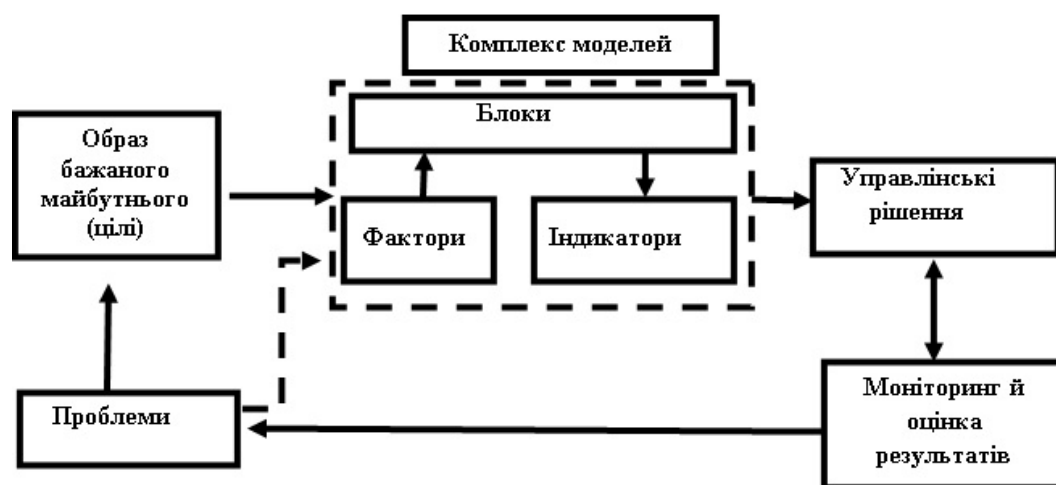 Комплекс моделей
Блоки
Образ
бажаного
майбутнього
(цілі)
Фактори
Індикатори
Управлінські
рішення
Проблеми
Моніторинг й
оцінка
результатів